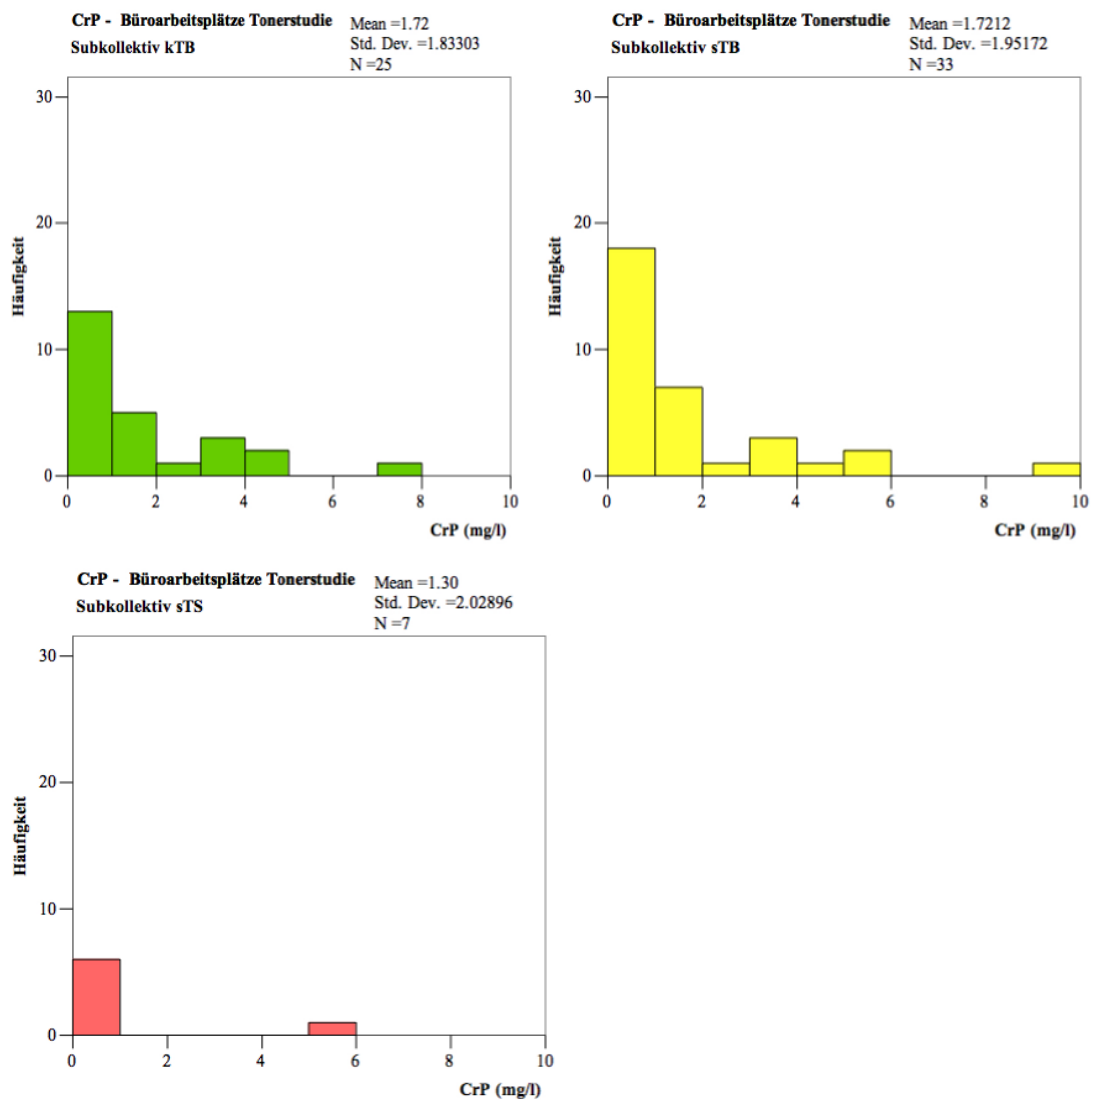 CrP - Büroarbeitsplätze Tonerstudie
Subkollektiv kTB
Mean =1.72
Std. Dev. =1.83303
N =25
30
20
10
0
Häufigkeit
0 2 4 6 8 10
CrP (mg/l)
CrP - Büroarbeitsplätze Tonerstudie
Subkollektiv sTB
Mean =1.7212
Std. Dev. =1.95172
N =33
30
20
10
0
Häufigkeit
0 2 4 6 8 10
CrP (mg/l)
CrP - Büroarbeitsplätze Tonerstudie
Subkollektiv sTS
Mean =1.30
Std. Dev. =2.02896
N =7
30
20
10
0
Häufigkeit
0 2 4 6 8 10
CrP (mg/l)